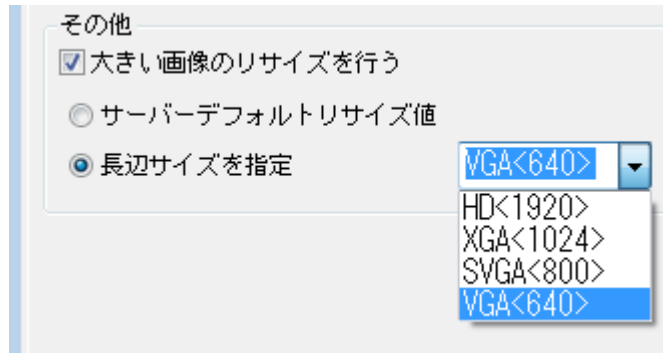 その他
大きい画像のリサイズを行う
サーバーデフォルトリサイズ値
長辺サイズを指定
VGA<640>
HD<1920>
XGA<1024>
SVGA<800>
VGA<640>